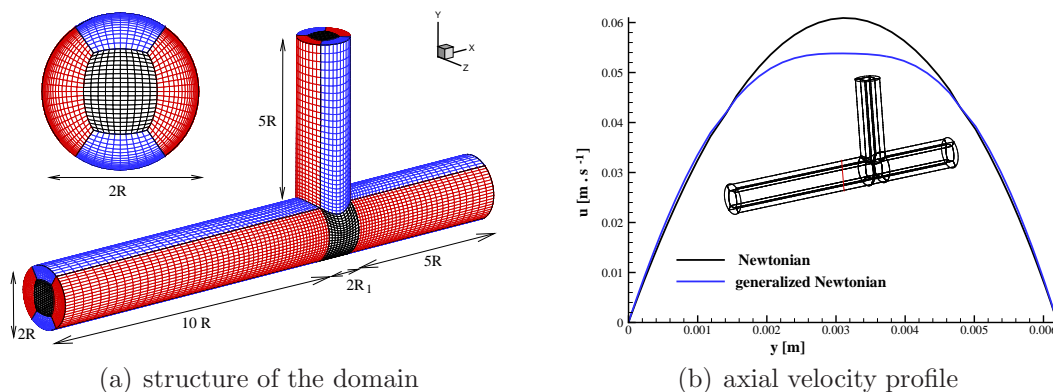 2R
5R
Y
X
Z
2R
10 R
2R1
5R
(a) structure of the domain
u [m . s -1]
0.06
0.05
0.04
0.03
0.02
0.01
0
Newtonian
generalized Newtonian
0
0.001
0.002
0.003
0.004
0.005
0.006
y [m]
(b) axial velocity profile